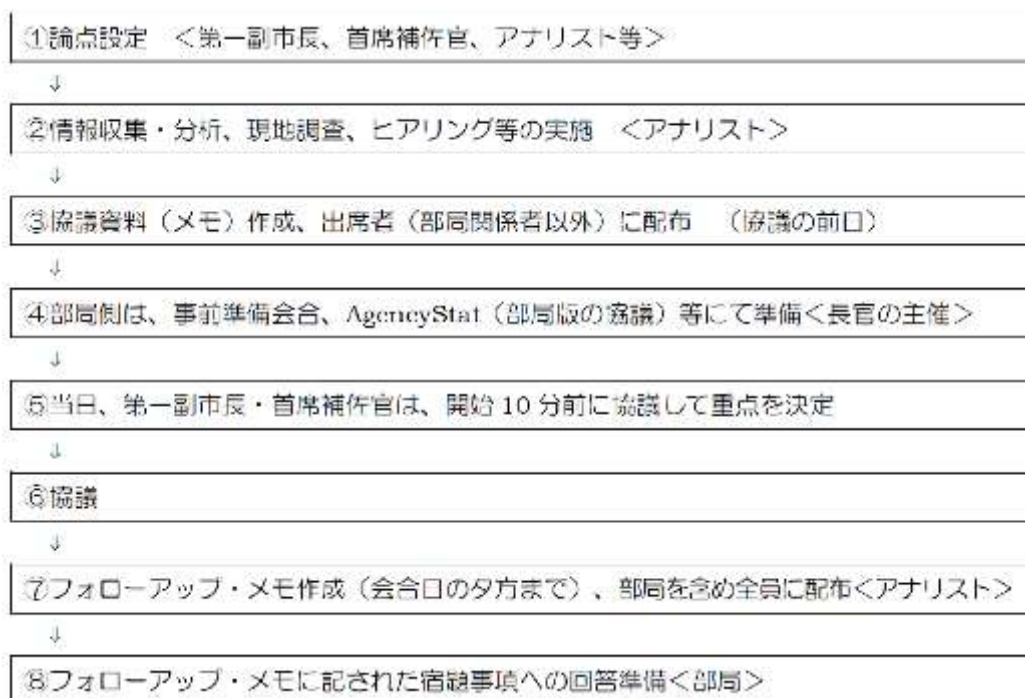 ①論点設定　＜第一副市長、首席補佐官、アナリスト等＞
↓
②情報収集・分析、現地調査、ヒアリング等の実施　＜アナリスト＞
↓
③協議資料（メモ）作成、出席者（部局関係者以外）に配布　（協議の前日）
↓
④部局側は、事前準備会合、AgencyStat（部局版の協議）等にて準備＜長官の主催＞
↓
⑤当日、第一副市長・首席補佐官は、開始 10 分前に協議して重点を決定
↓
⑥協議
↓
⑦フォローアップ・メモ作成（会合日の夕方まで）、部局を含め全員に配布＜アナリスト＞
↓
⑧フォローアップ・メモに記された宿題事項への回答準備＜部局＞